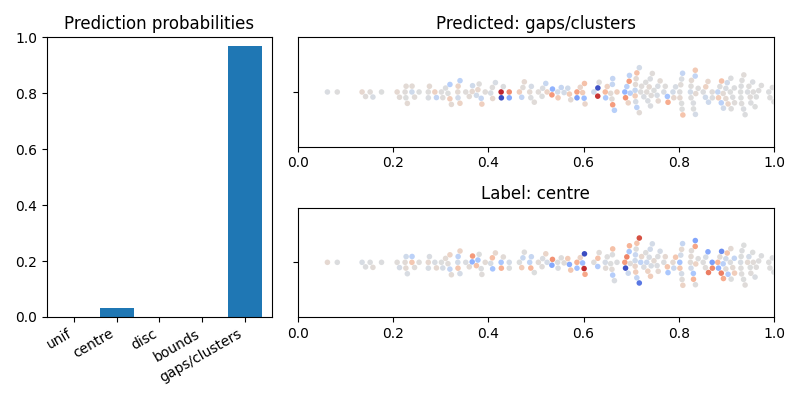 Prediction probabilities
1.0
0.8
0.6
0.4
0.2
0.0
unif
centre
disc
bounds
gaps/clusters
Predicted: gaps/clusters
0.0 0.2 0.4 0.6 0.8 1.0
Label: centre
0.0 0.2 0.4 0.6 0.8 1.0